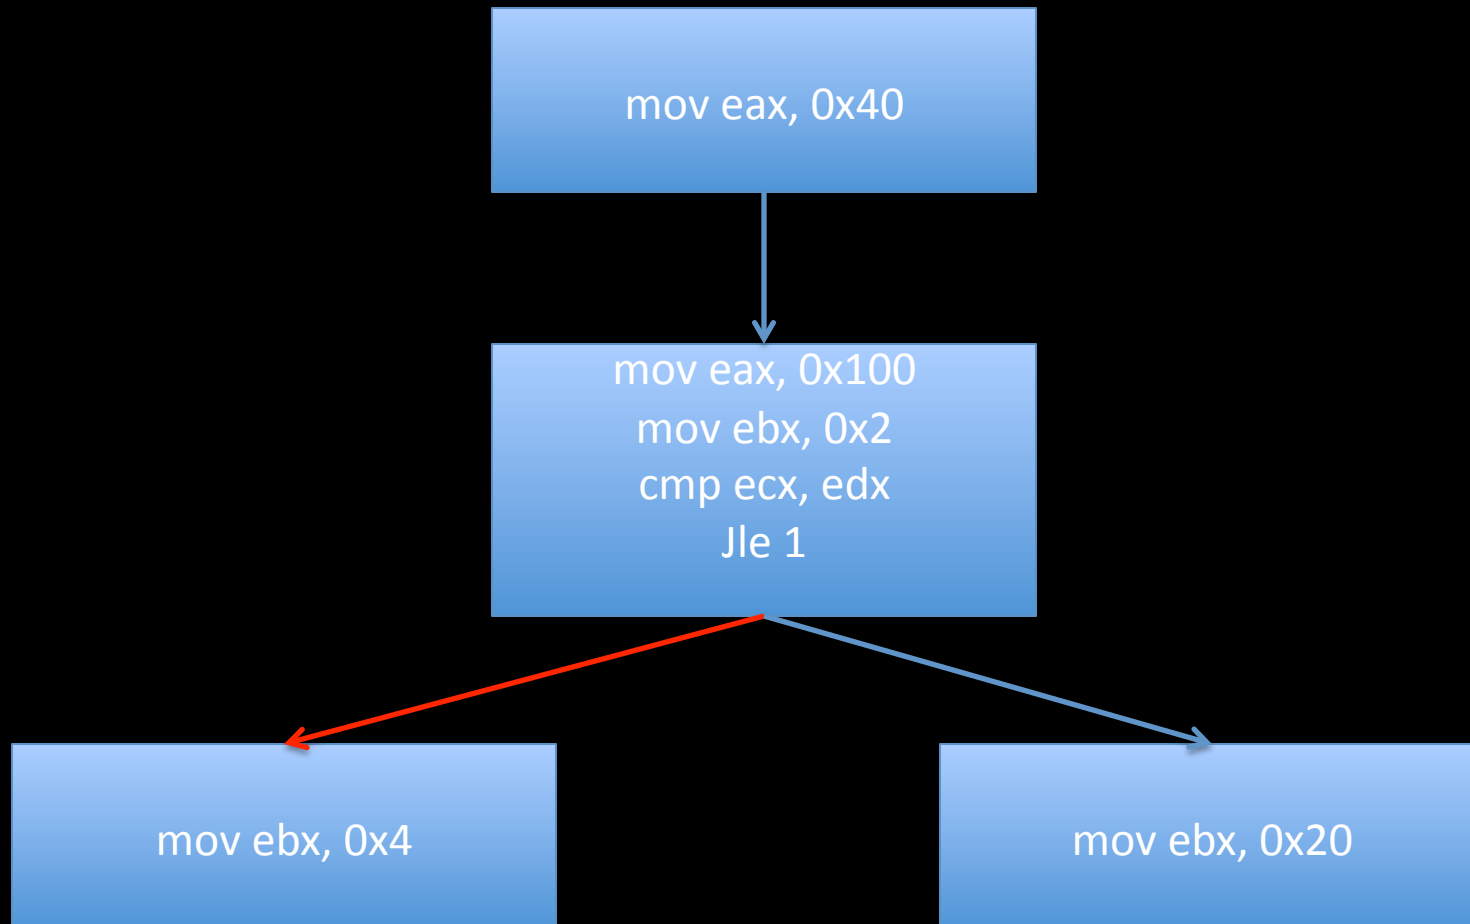 mov eax, 0x40
mov eax, 0x100
mov ebx, 0x2
cmp ecx, edx
Jle 1
mov ebx, 0x4
mov ebx, 0x20